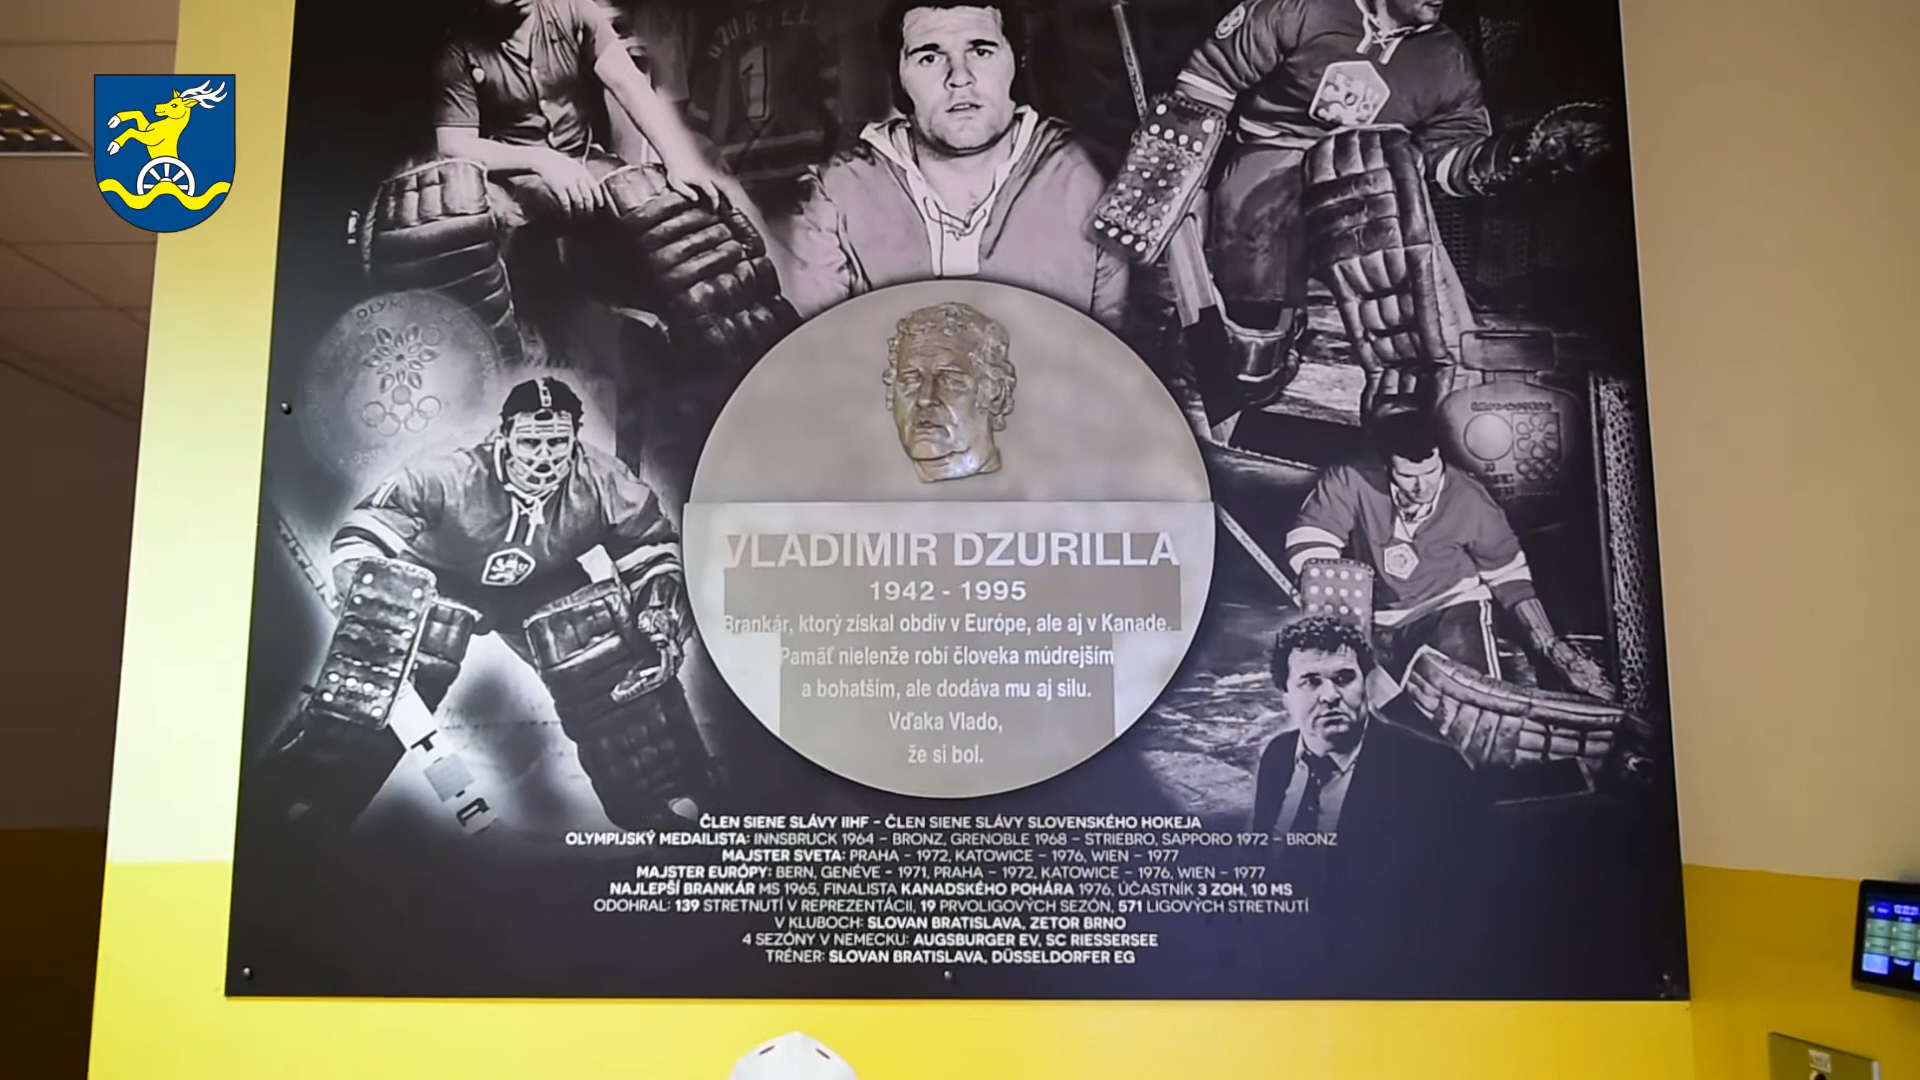 VLADIMÍR DZURILLA
1942 - 1995
Brankár, ktorý získal obdiv v Európe, ale aj v Kanade.
Pamäť nielenže robí človeka múdrejším
a bohatším, ale dodáva mu aj silu.
Vďaka Vlado,
že si bol.
ČLEN SIENE SLÁVY IIHF – ČLEN SIENE SLÁVY SLOVENSKÉHO HOKEJA
OLYMPIJSKÝ MEDAILISTA: INNSBRUCK 1964 – BRONZ, GRENOBLE 1968 – STRIEBRO, SAPPORO 1972 – BRONZ
MAJSTER SVETA: PRAHA – 1972, KATOWICE – 1976, WIEN – 1977
MAJSTER EURÓPY: BERN, GENÉVE - 1971, PRAHA – 1972, KATOWICE – 1976, WIEN – 1977
NAJLEPŠÍ BRANKÁR MS 1965, FINALISTA KANADSKÉHO POHÁRA 1976, ÚČASTNÍK 3 ZOH, 10 MS
ODOHRAL: 139 STRETNUTÍ V REPREZENTÁCII, 19 PRVOLIGOVÝCH SEZÓN, 571 LIGOVÝCH STRETNUTÍ
V KLUBOCH: SLOVAN BRATISLAVA, ZETOR BRNO
4 SEZÓNY V NEMECKU: AUGSBURGER EV, SC RIESSERSEE
TRÉNER: SLOVAN BRATISLAVA, DÜSSELDORFER EG